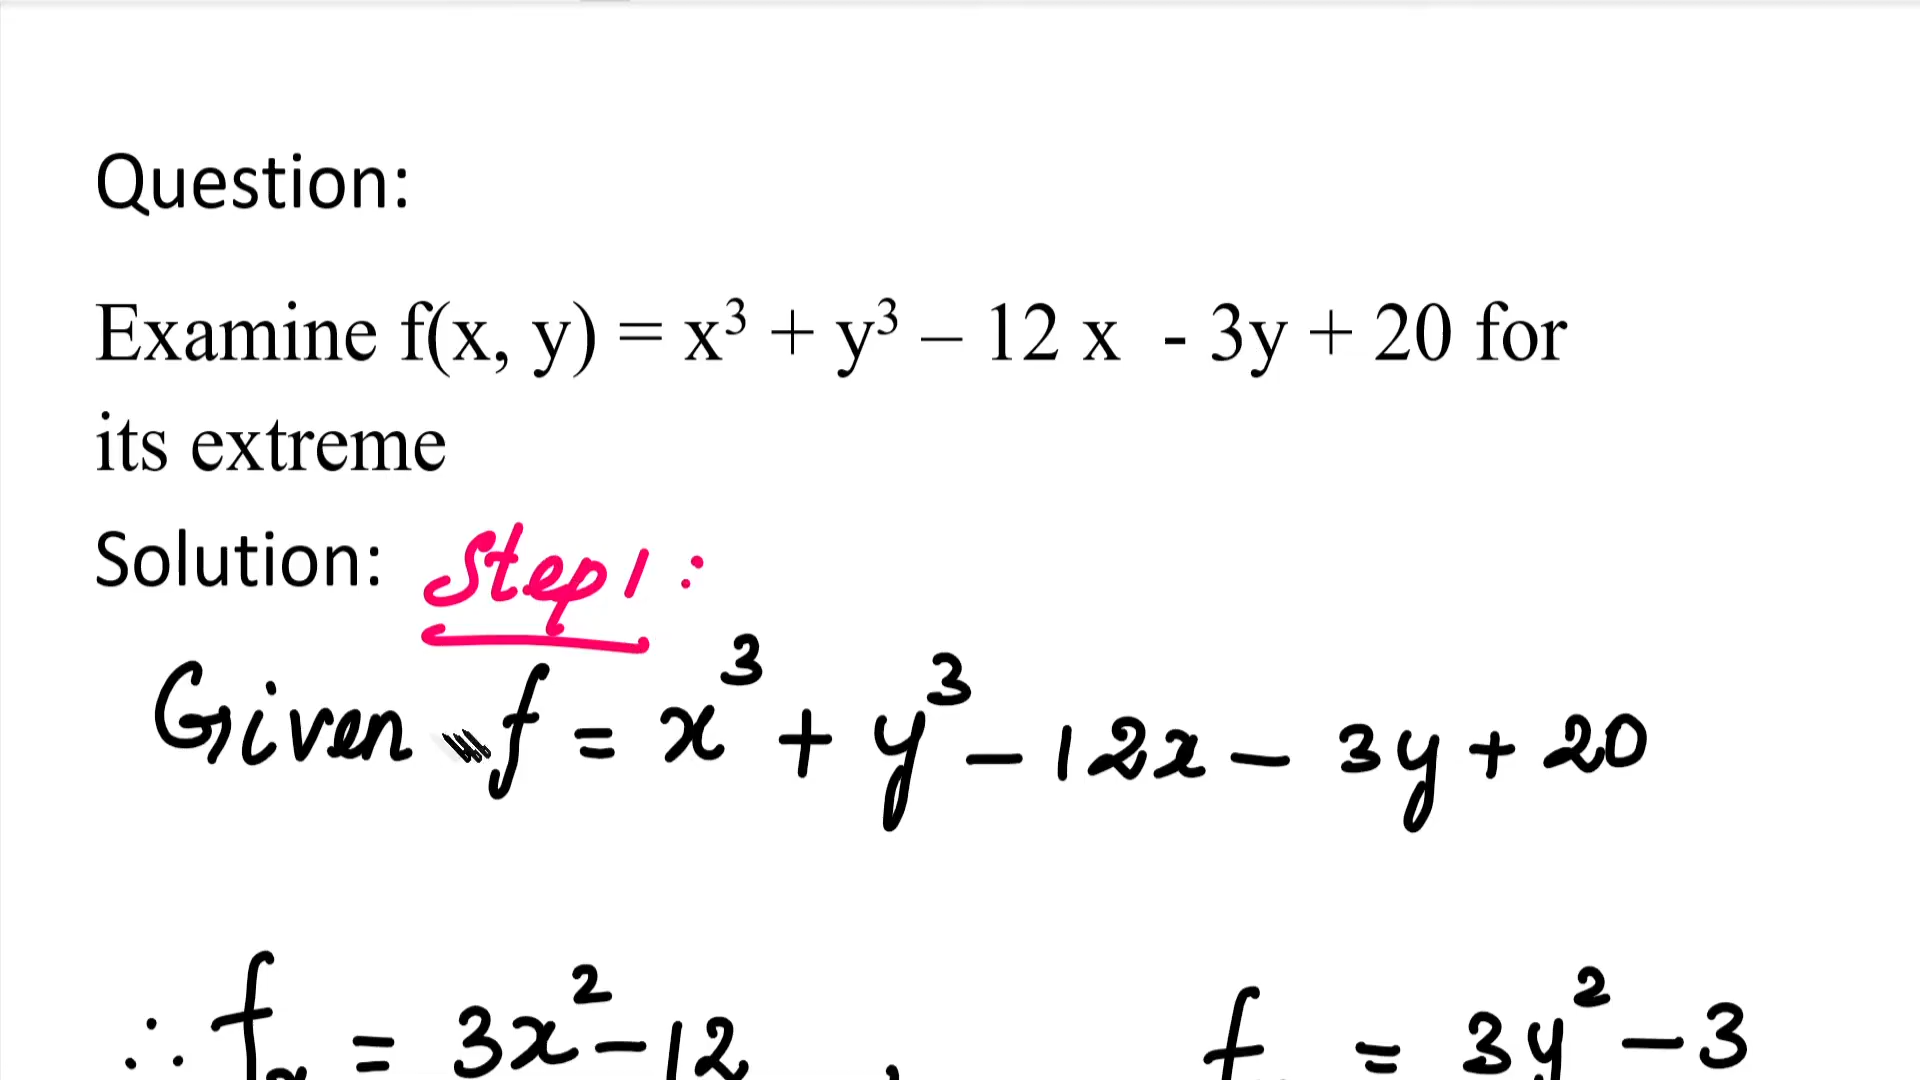 Question:
Examine f(x, y) = x³ + y³ – 12 x - 3y + 20 for
its extreme
Solution: Step 1 :
Given f = x³ + y³ – 12x – 3y + 20
∴ fₓ = 3x² – 12 , f = 3y² – 3